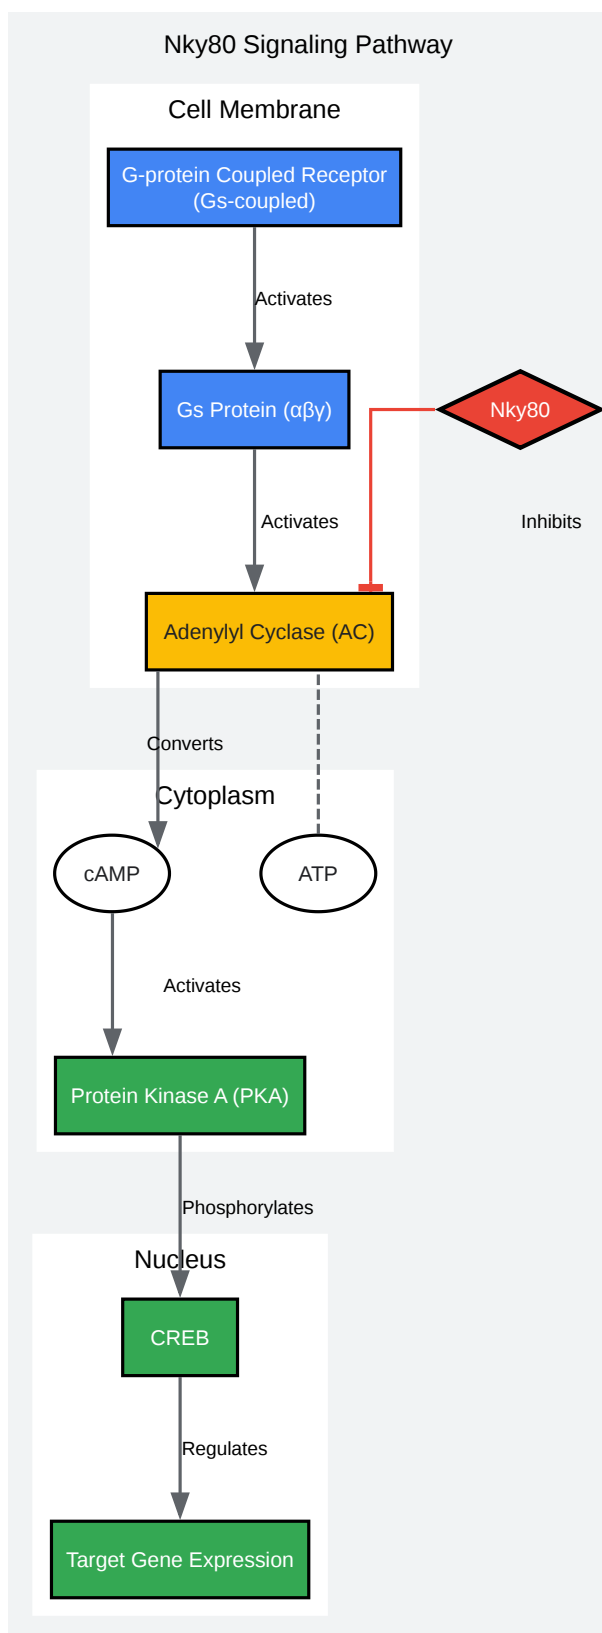 Nky80 Signaling Pathway
Cell Membrane
G-protein Coupled Receptor
(Gs-coupled)
Activates
Gs Protein (αβγ)
Nky80
Activates
Inhibits
Adenylyl Cyclase (AC)
Converts
Cytoplasm
cAMP
ATP
Activates
Protein Kinase A (PKA)
Phosphorylates
Nucleus
CREB
Regulates
Target Gene Expression